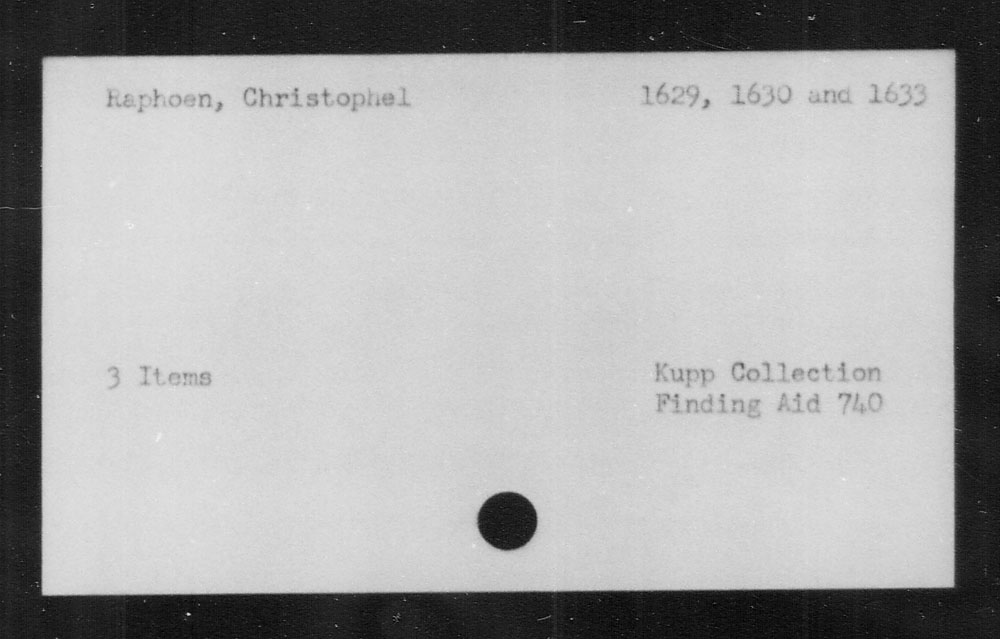 Raphoen, Christophel 1629, 1630 and 1633
3 Items Kupp Collection
Finding Aid 740